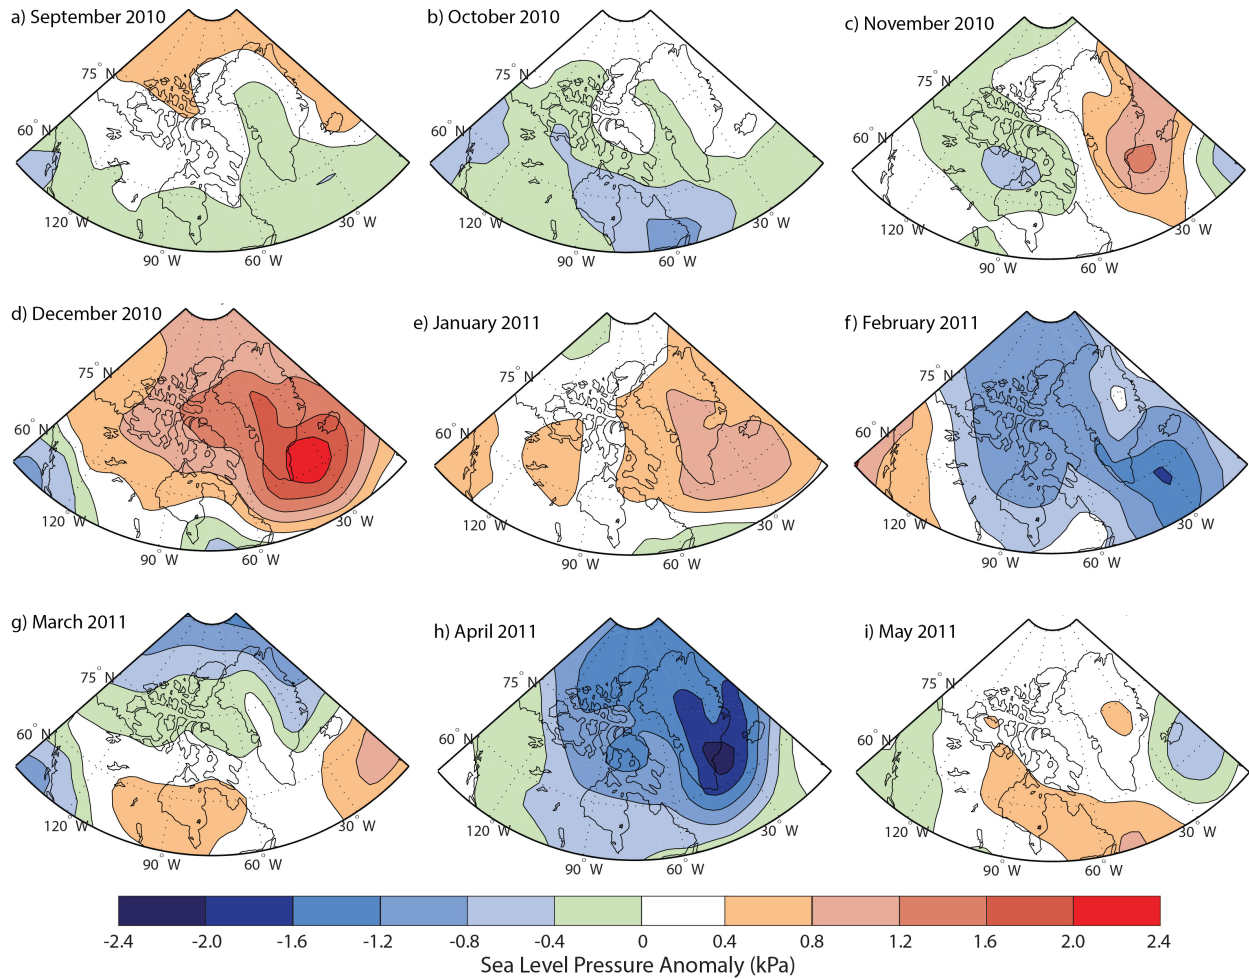 a) September 2010
b) October 2010
c) November 2010
75° N
75° N
75° N
60° N
60° N
60° N
120° W
30° W
120° W
30° W
120° W
30° W
90° W
60° W
90° W
60° W
90° W
60° W
d) December 2010
e) January 2011
f) February 2011
75° N
75° N
75° N
60° N
60° N
60° N
120° W
30° W
120° W
30° W
120° W
30° W
90° W
60° W
90° W
60° W
90° W
60° W
g) March 2011
h) April 2011
i) May 2011
75° N
75° N
75° N
60° N
60° N
60° N
120° W
30° W
120° W
30° W
120° W
30° W
90° W
60° W
90° W
60° W
90° W
60° W
-2.4 -2.0 -1.6 -1.2 -0.8 -0.4 0 0.4 0.8 1.2 1.6 2.0 2.4
Sea Level Pressure Anomaly (kPa)